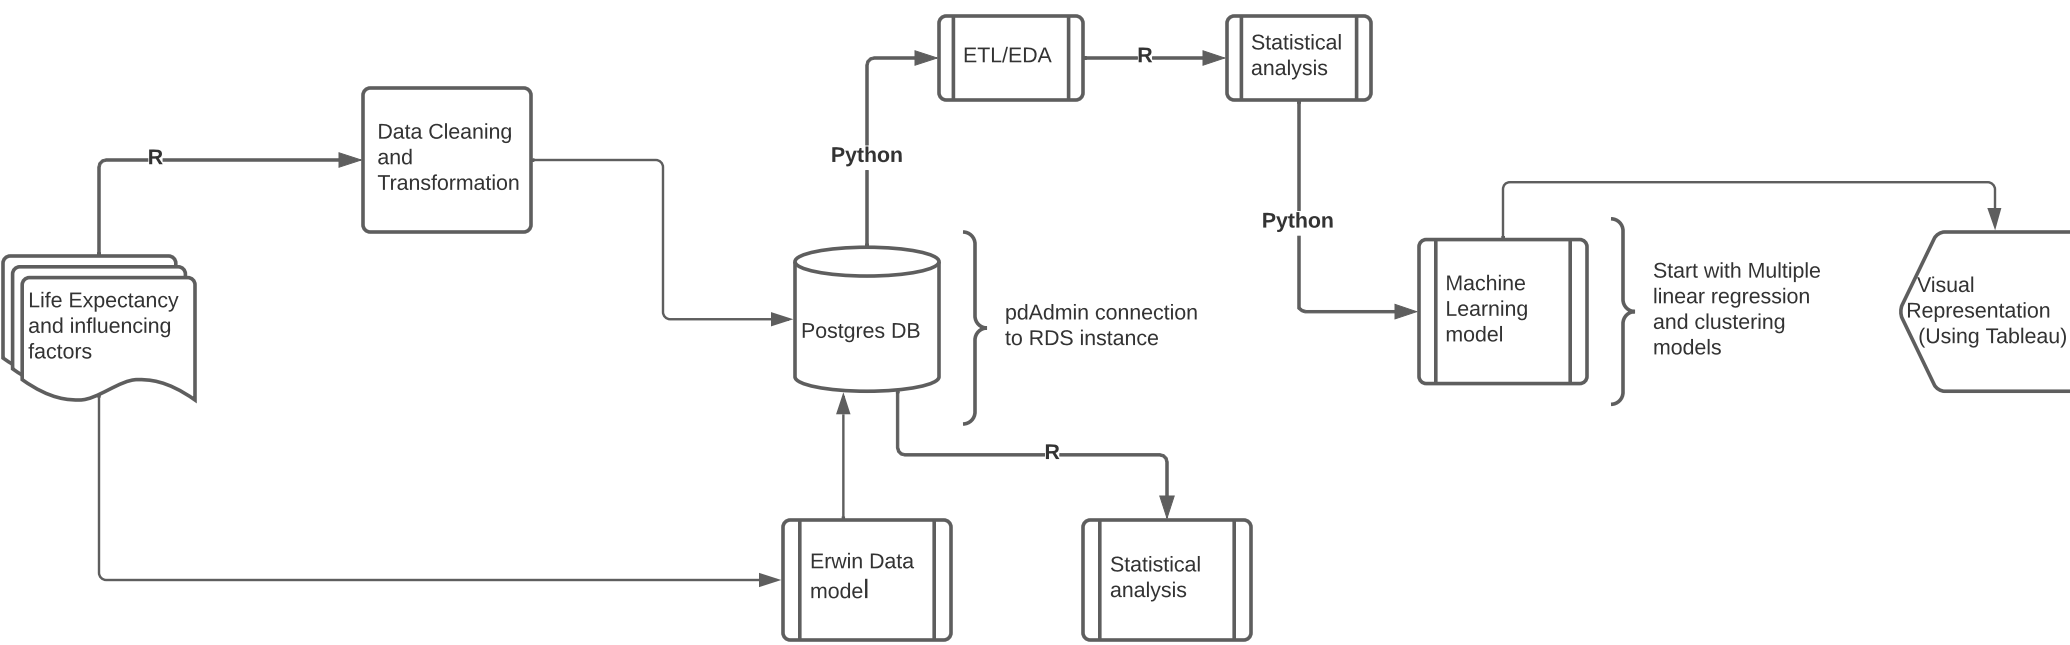 ETL/EDA
R
Statistical
analysis
Data Cleaning
and
Transformation
R
Python
Python
Life Expectancy
and influencing
factors
Postgres DB
pdAdmin connection
to RDS instance
Machine
Learning
model
Start with Multiple
linear regression
and clustering
models
Visual
Representation
(Using Tableau)
R
Erwin Data
model
Statistical
analysis